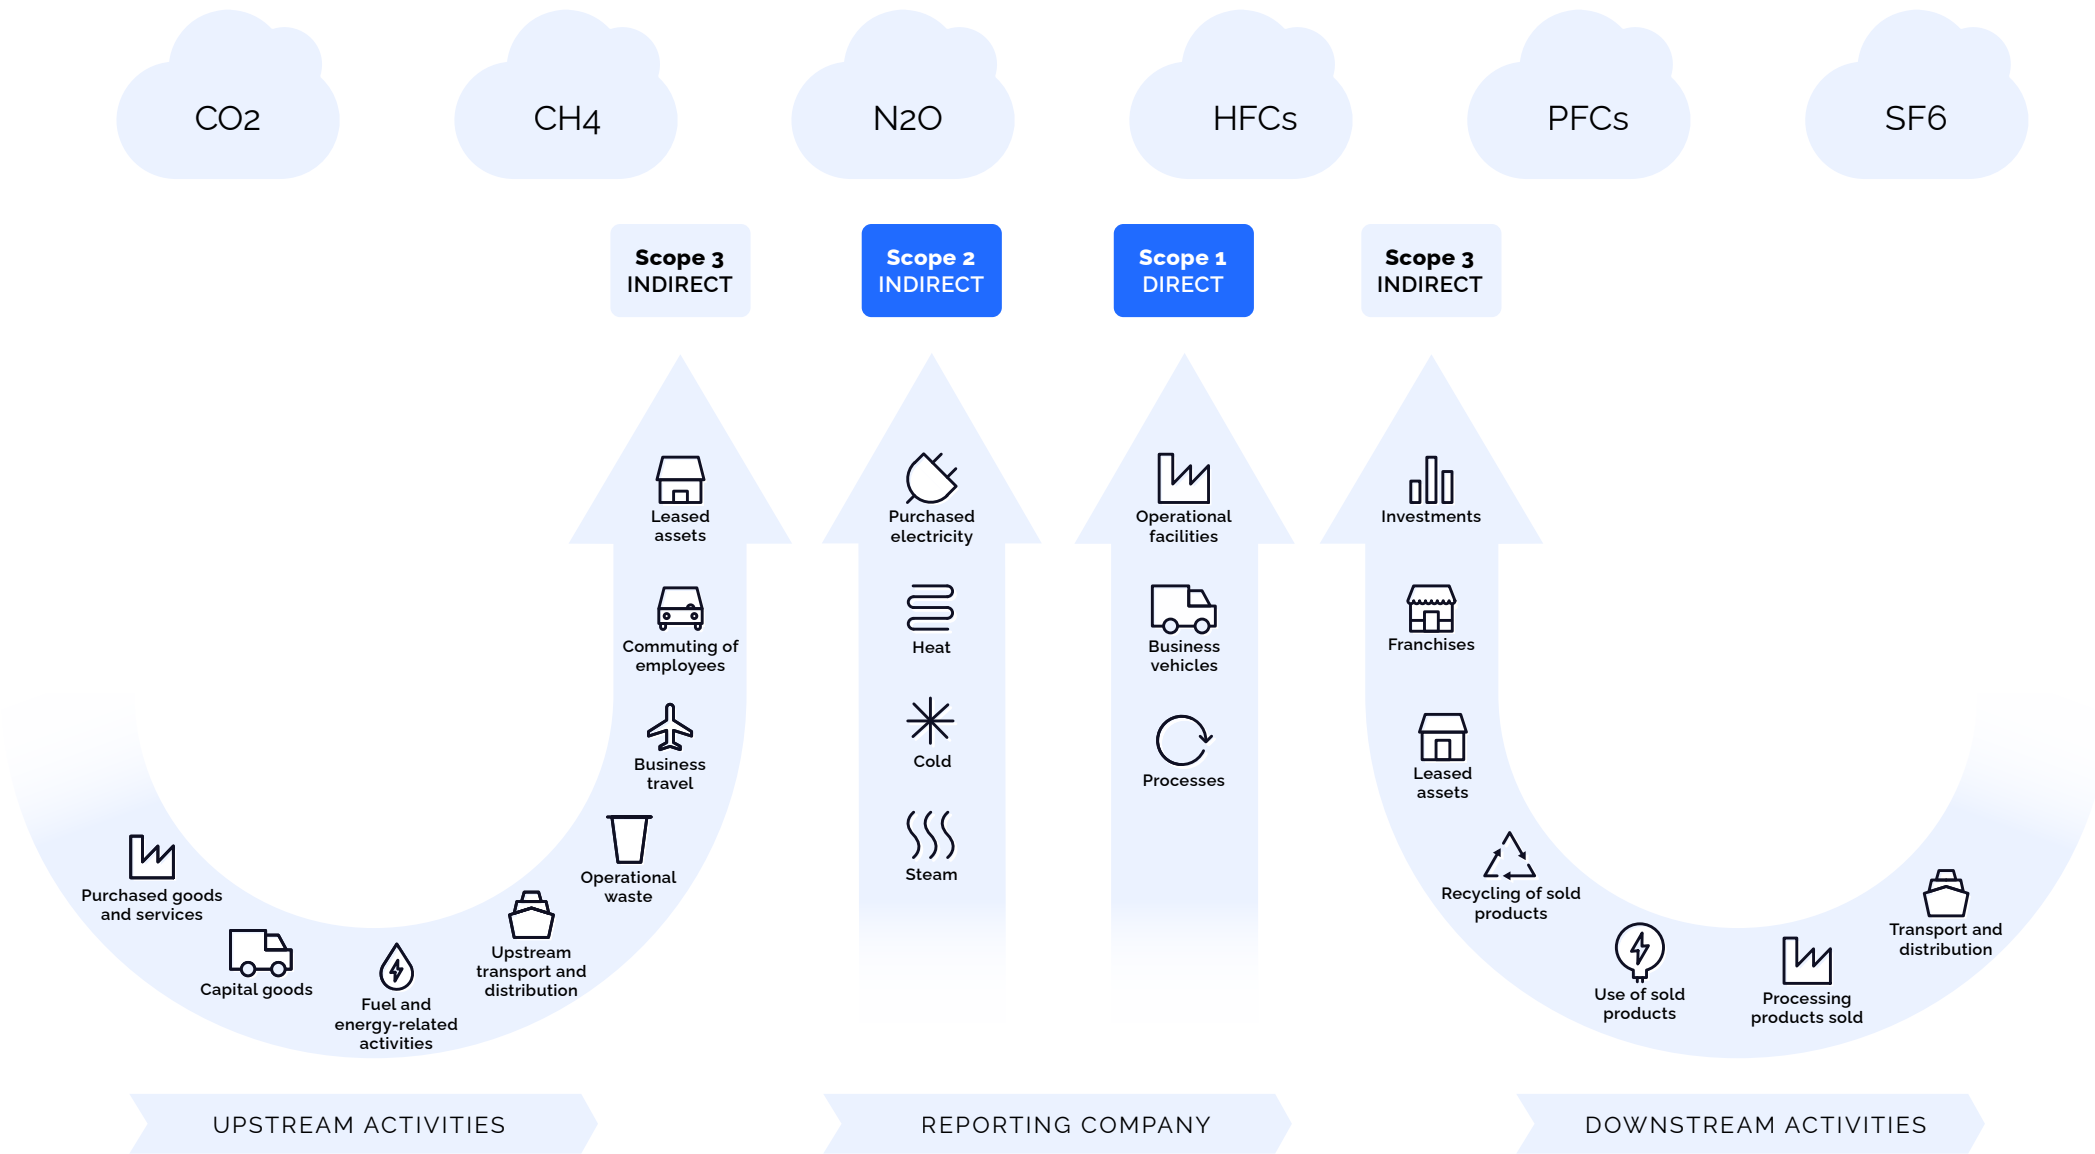 CO2
CH4
N2O
HFCs
PFCs
SF6
Scope 3
INDIRECT
Scope 2
INDIRECT
Scope 1
DIRECT
Scope 3
INDIRECT
Leased
assets
Commuting of
employees
Business
travel
Operational
waste
Upstream
transport and
distribution
Fuel and
energy-related
activities
Capital goods
Purchased goods
and services
Purchased
electricity
Heat
Cold
Steam
Operational
facilities
Business
vehicles
Processes
Investments
Franchises
Leased
assets
Recycling of sold
products
Use of sold
products
Processing
products sold
Transport and
distribution
UPSTREAM ACTIVITIES
REPORTING COMPANY
DOWNSTREAM ACTIVITIES